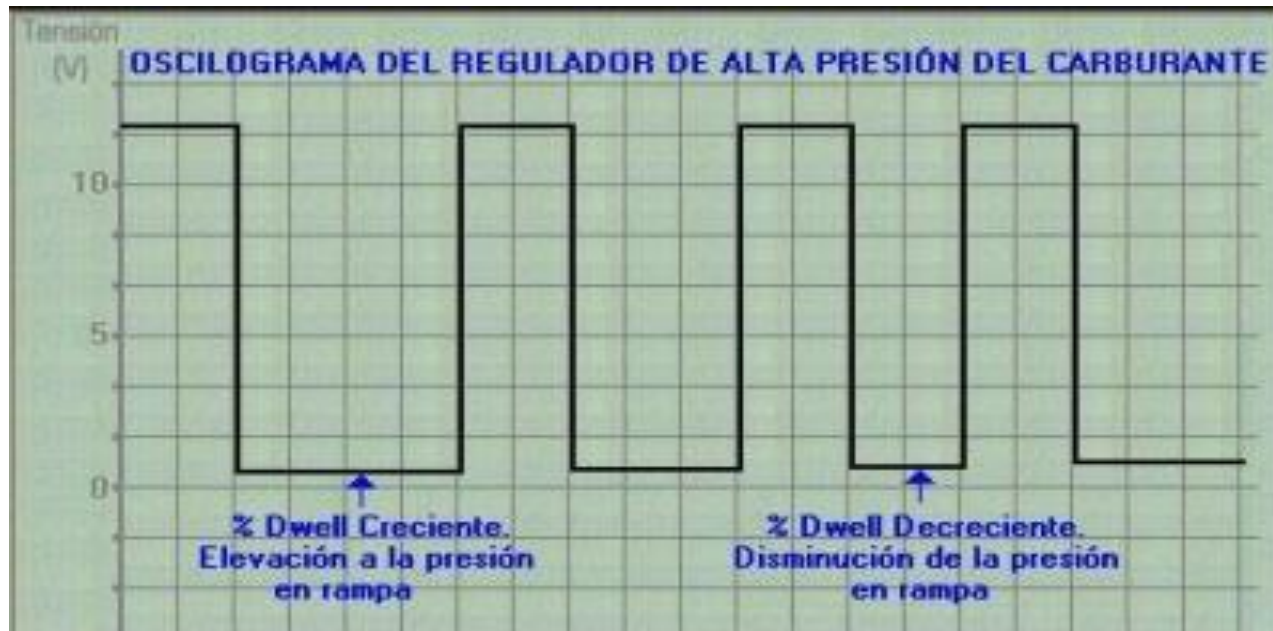 Tensión
(V)
OSCILOGRAMA DEL REGULADOR DE ALTA PRESIÓN DEL CARBURANTE
10
5
0
% Dwell Creciente.
Elevación a la presión
en rampa
% Dwell Decreciente.
Disminución de la presión
en rampa